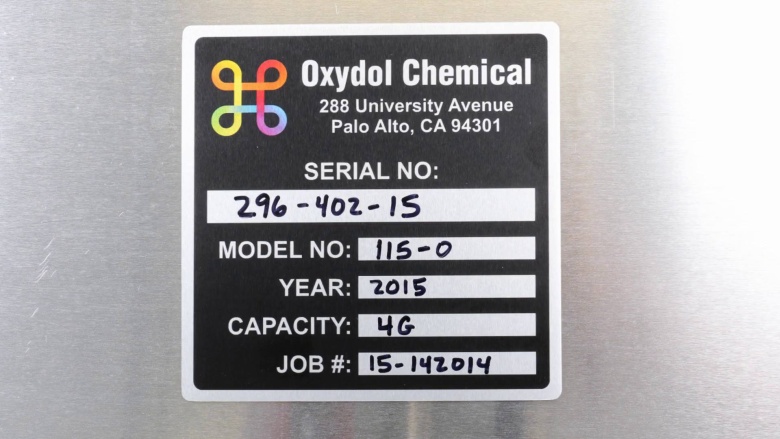 Oxydol Chemical
288 University Avenue
Palo Alto, CA 94301
SERIAL NO:
296-402-15
MODEL NO: 115-0
YEAR: 2015
CAPACITY: 4G
JOB #: 15-142014